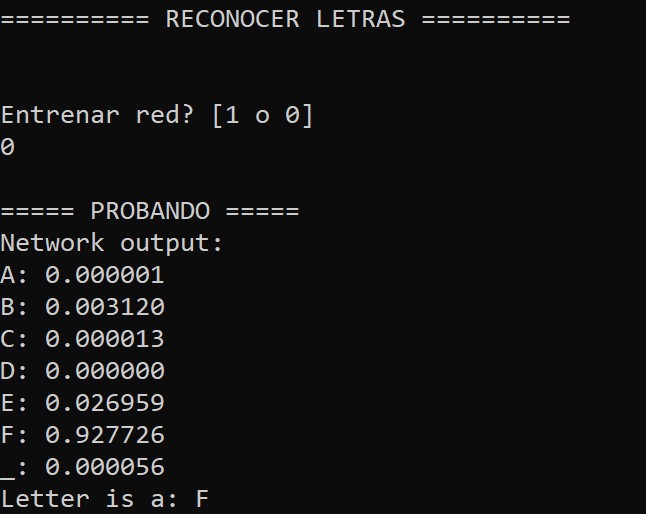 ========== RECONOCER LETRAS ==========
Entrenar red? [1 o 0]
0
===== PROBANDO =====
Network output:
A: 0.000001
B: 0.003120
C: 0.000013
D: 0.000000
E: 0.026959
F: 0.927726
_: 0.000056
Letter is a: F